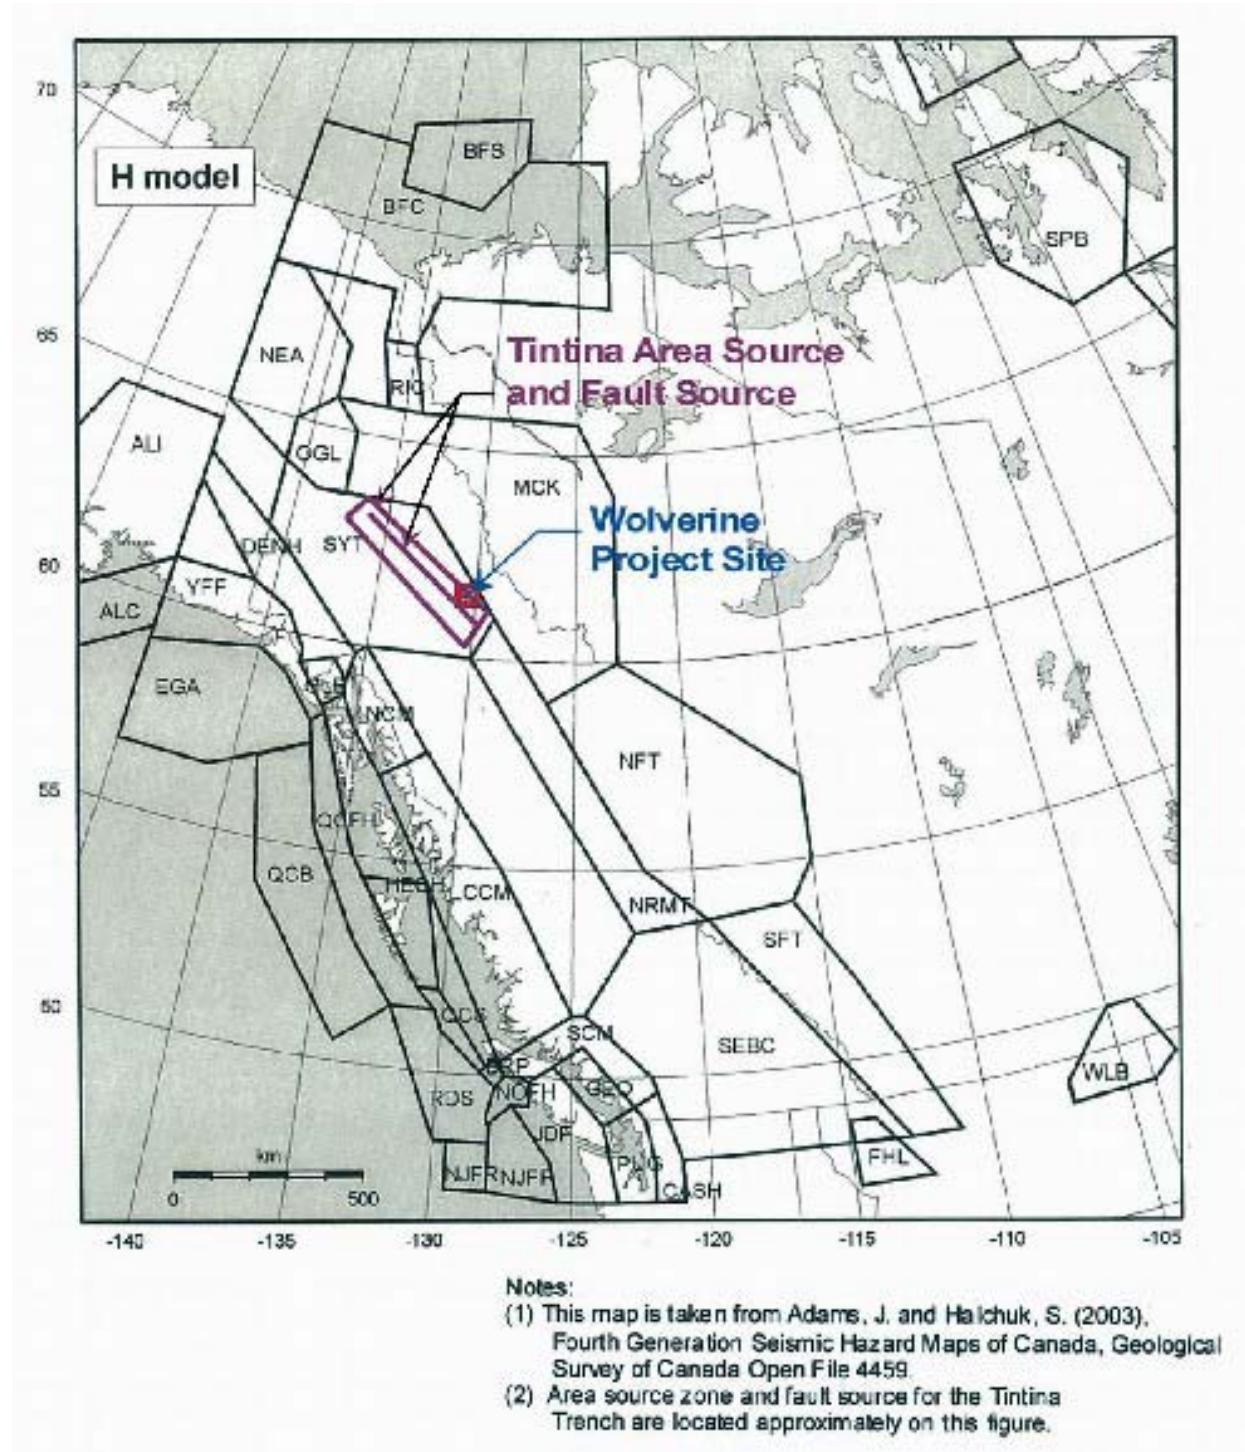 70
BFS
H model
BFC
SPB
65
NEA
Tintina Area Source
and Fault Source
RIC
ALI
OGL
MCK
Wolverine
Project Site
DENH
SYT
60
YFF
ALC
EGA
NCM
NFT
55
QCFH
QCB
HECH
CCM
NRMT
SFT
50
QCS
SCM
SEBC
BRP
WLB
NOFH
GEO
RDS
JDF
km
PUG
FHL
NJFR
NJFP
CASH
0
500
-140
-135
-130
-125
-120
-115
-110
-105
Notes:
(1) This map is taken from Adams, J. and Halchuk, S. (2003),
Fourth Generation Seismic Hazard Maps of Canada, Geological
Survey of Canada Open File 4459.
(2) Area source zone and fault source for the Tintina
Trench are located approximately on this figure.